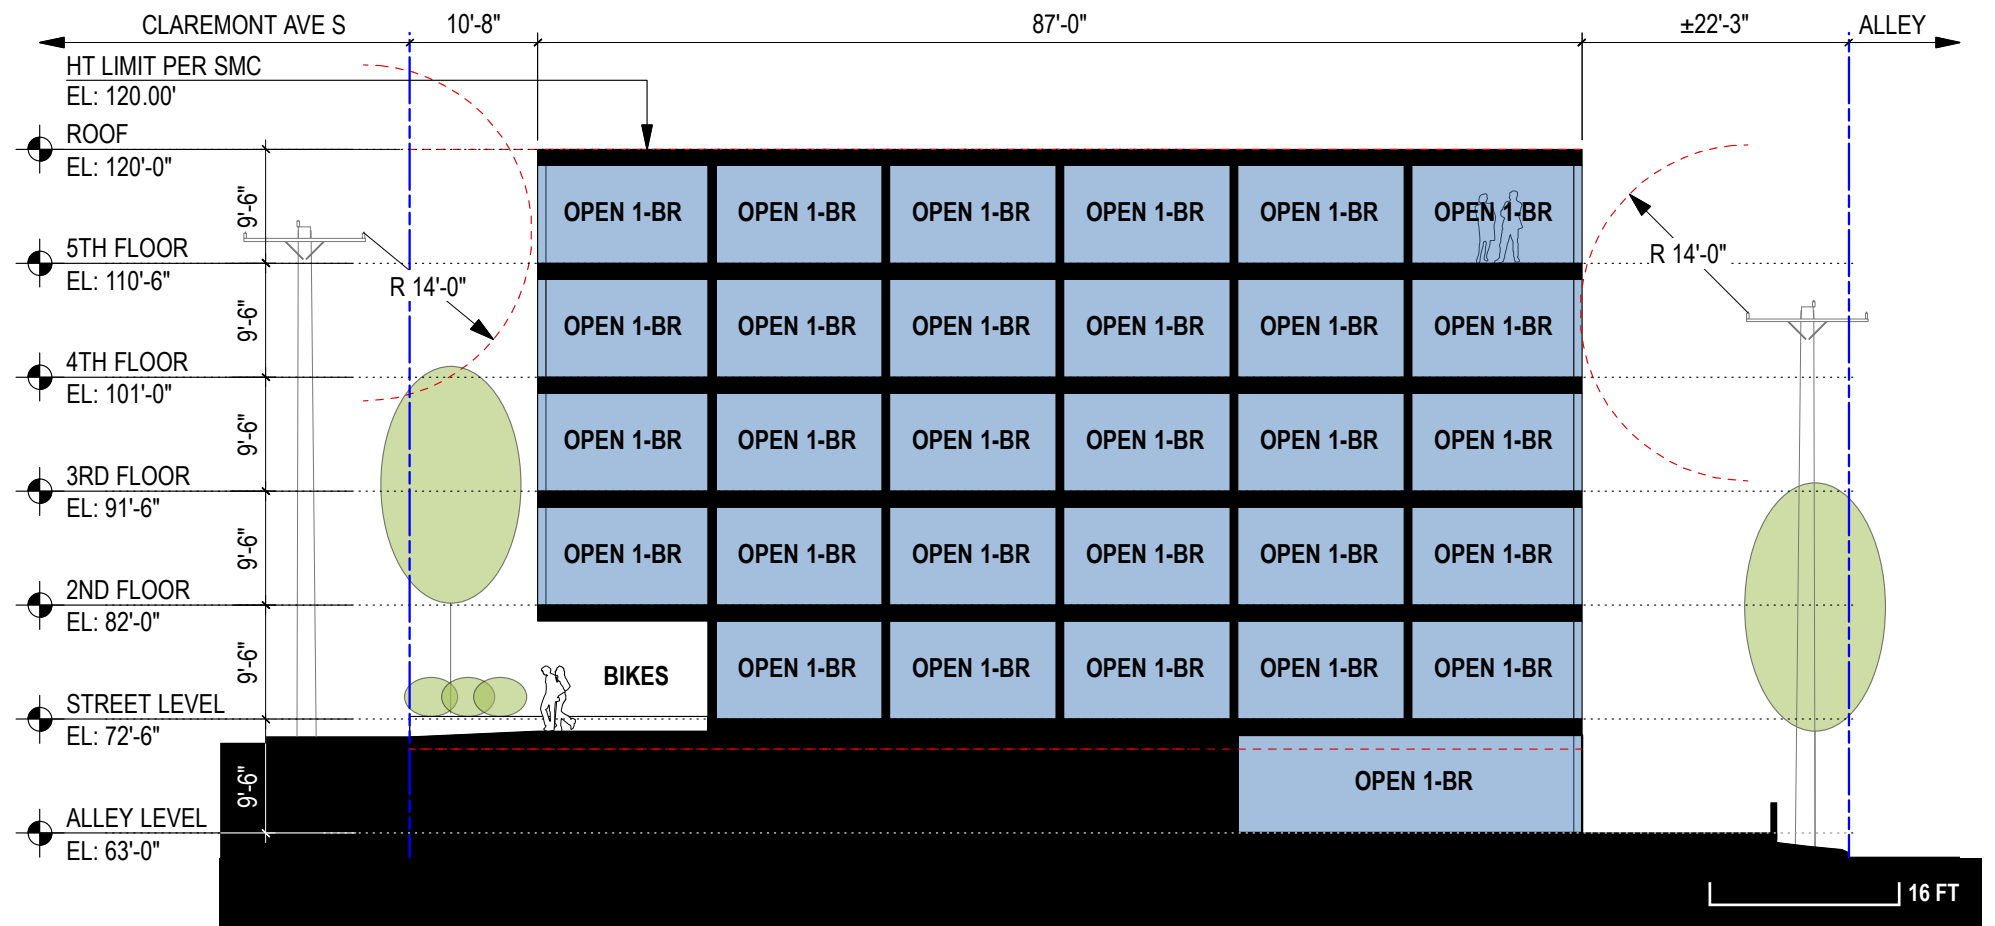 CLAREMONT AVE S
10'-8"
87'-0"
±22'-3"
ALLEY
HT LIMIT PER SMC
EL: 120.00'
ROOF
EL: 120'-0"
9'-6"
OPEN 1-BR
OPEN 1-BR
OPEN 1-BR
OPEN 1-BR
OPEN 1-BR
OPEN 1-BR
5TH FLOOR
EL: 110'-6"
R 14'-0"
R 14'-0"
9'-6"
OPEN 1-BR
OPEN 1-BR
OPEN 1-BR
OPEN 1-BR
OPEN 1-BR
OPEN 1-BR
4TH FLOOR
EL: 101'-0"
9'-6"
OPEN 1-BR
OPEN 1-BR
OPEN 1-BR
OPEN 1-BR
OPEN 1-BR
OPEN 1-BR
3RD FLOOR
EL: 91'-6"
9'-6"
OPEN 1-BR
OPEN 1-BR
OPEN 1-BR
OPEN 1-BR
OPEN 1-BR
OPEN 1-BR
2ND FLOOR
EL: 82'-0"
9'-6"
BIKES
OPEN 1-BR
OPEN 1-BR
OPEN 1-BR
OPEN 1-BR
OPEN 1-BR
STREET LEVEL
EL: 72'-6"
9'-6"
OPEN 1-BR
ALLEY LEVEL
EL: 63'-0"
16 FT